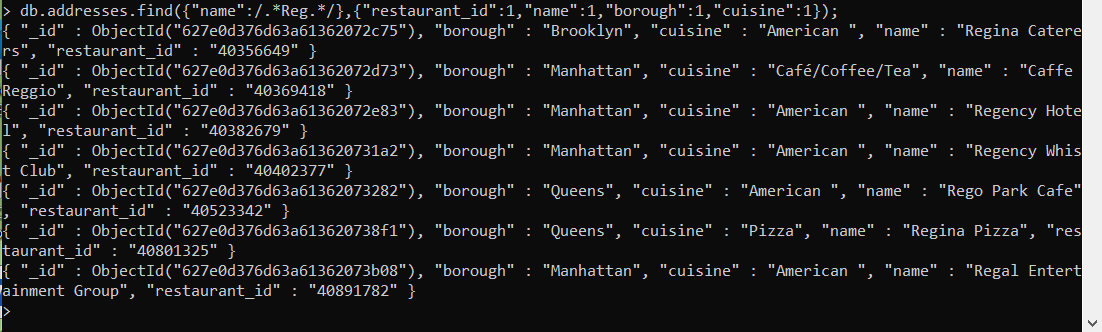 > db.addresses.find({"name":/.*Reg.*/},{"restaurant_id":1,"name":1,"borough":1,"cuisine":1});
{ "_id" : ObjectId("627e0d376d63a61362072c75"), "borough" : "Brooklyn", "cuisine" : "American ", "name" : "Regina Catere
rs", "restaurant_id" : "40356649" }
{ "_id" : ObjectId("627e0d376d63a61362072d73"), "borough" : "Manhattan", "cuisine" : "Café/Coffee/Tea", "name" : "Caffe
Reggio", "restaurant_id" : "40369418" }
{ "_id" : ObjectId("627e0d376d63a61362072e83"), "borough" : "Manhattan", "cuisine" : "American ", "name" : "Regency Hote
l", "restaurant_id" : "40382679" }
{ "_id" : ObjectId("627e0d376d63a613620731a2"), "borough" : "Manhattan", "cuisine" : "American ", "name" : "Regency Whis
t Club", "restaurant_id" : "40402377" }
{ "_id" : ObjectId("627e0d376d63a61362073282"), "borough" : "Queens", "cuisine" : "American ", "name" : "Rego Park Cafe"
, "restaurant_id" : "40523342" }
{ "_id" : ObjectId("627e0d376d63a613620738f1"), "borough" : "Queens", "cuisine" : "Pizza", "name" : "Regina Pizza", "res
taurant_id" : "40801325" }
{ "_id" : ObjectId("627e0d376d63a61362073b08"), "borough" : "Manhattan", "cuisine" : "American ", "name" : "Regal Entert
ainment Group", "restaurant_id" : "40891782" }
>